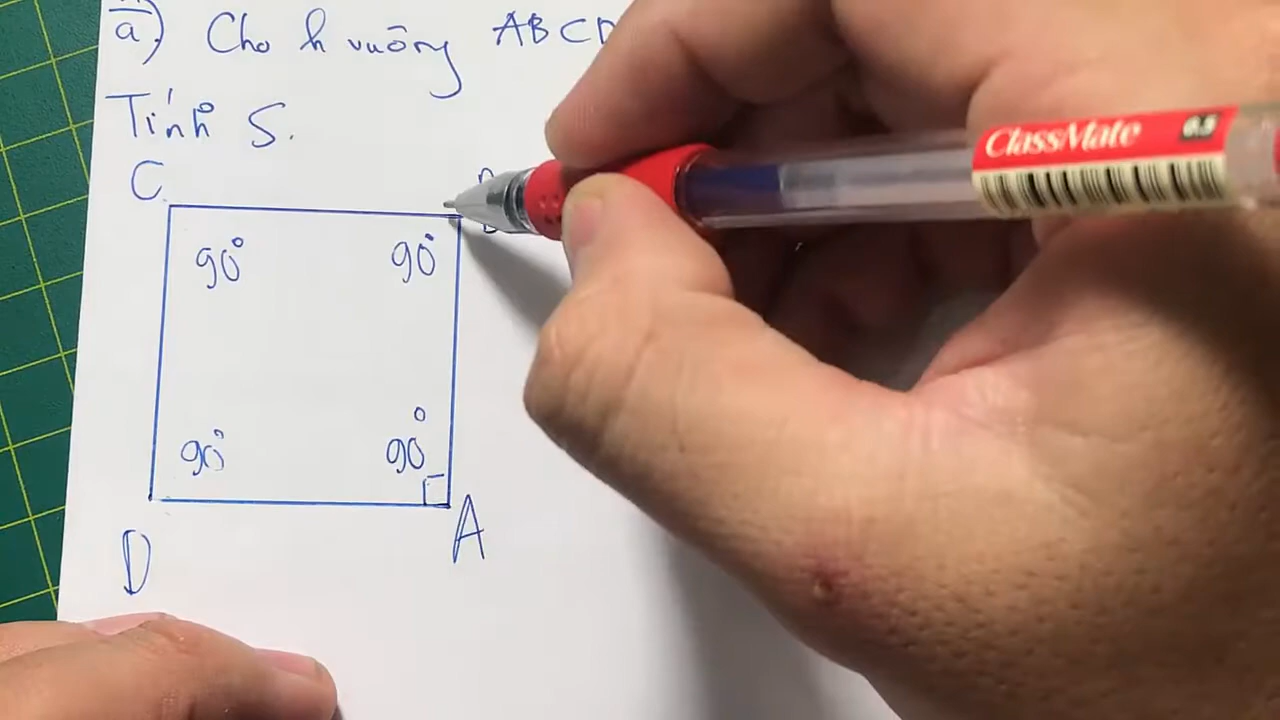 a) Cho h vuông ABCD
Tính S.
C
90° 90°
90° 90°
D A
ClassMate 0.5